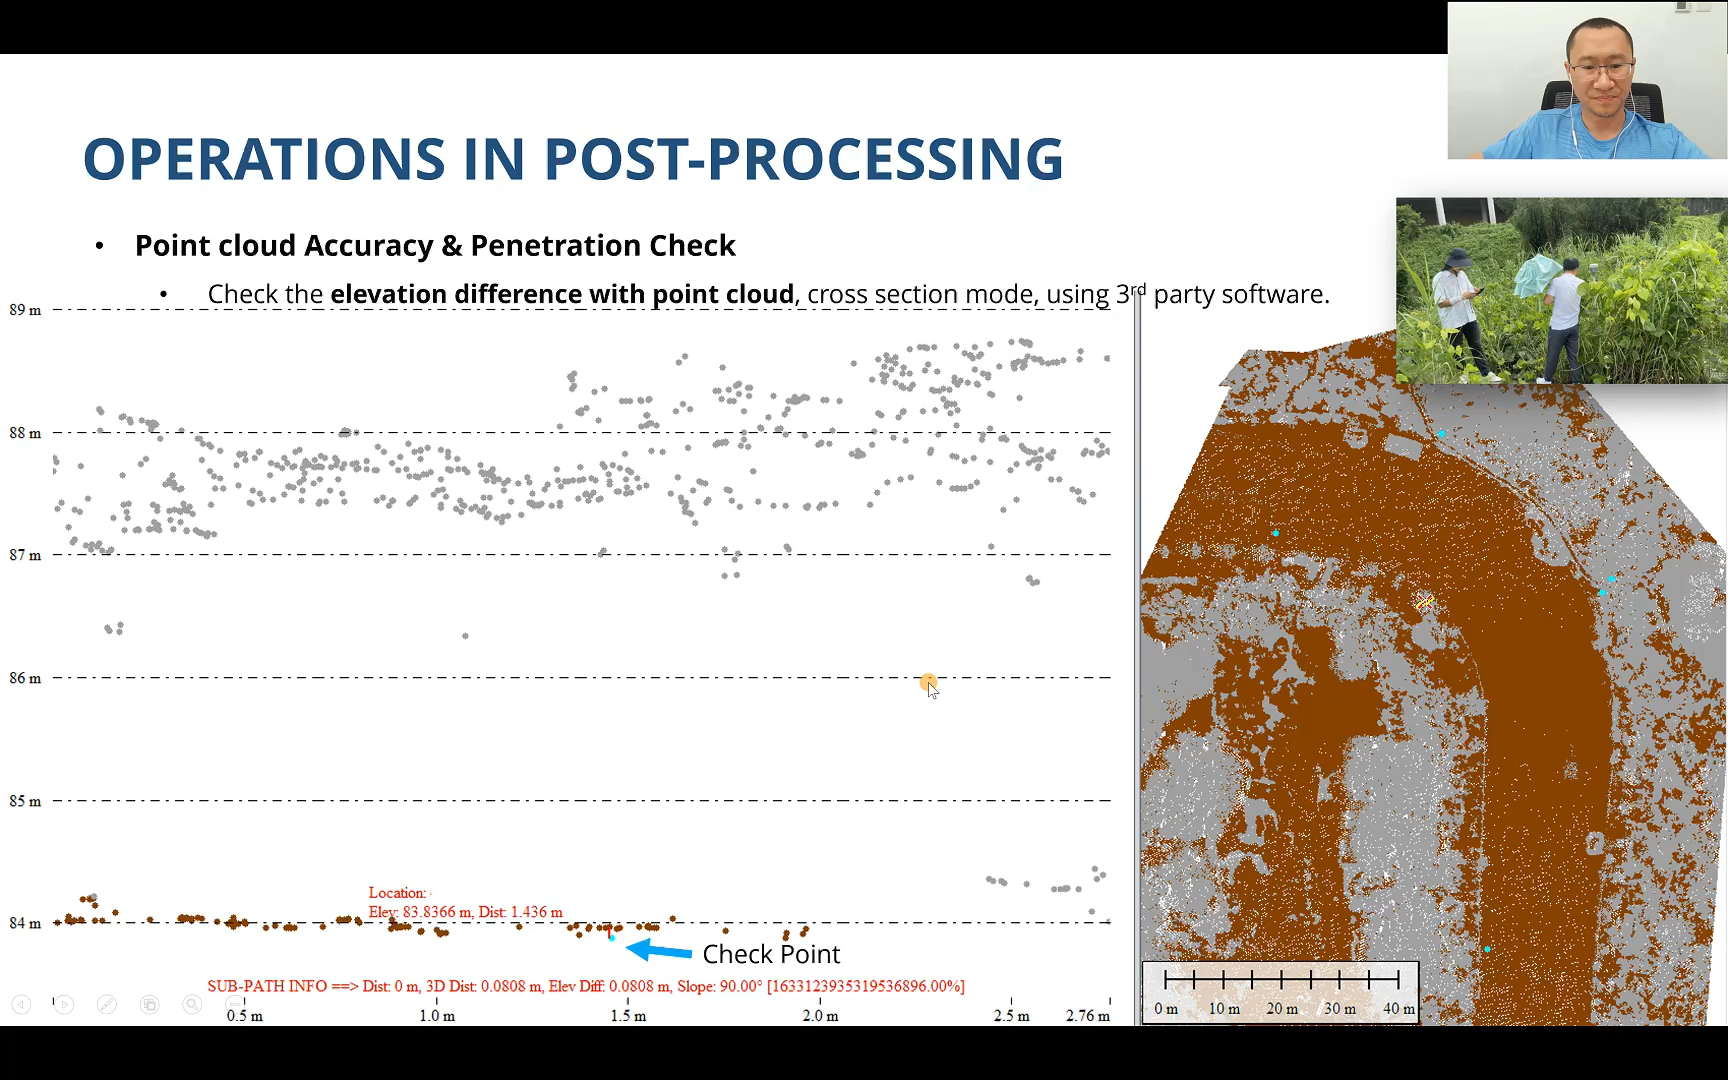 OPERATIONS IN POST-PROCESSING
• Point cloud Accuracy & Penetration Check
• Check the elevation difference with point cloud, cross section mode, using 3rd party software.
89 m
88 m
87 m
86 m
85 m
84 m
Location:
Elev: 83.8366 m, Dist: 1.436 m
Check Point
SUB-PATH INFO ==> Dist: 0 m, 3D Dist: 0.0808 m, Elev Diff: 0.0808 m, Slope: 90.00° [1633123935319536896.00%]
0.5 m 1.0 m 1.5 m 2.0 m 2.5 m 2.76 m
0 m 10 m 20 m 30 m 40 m